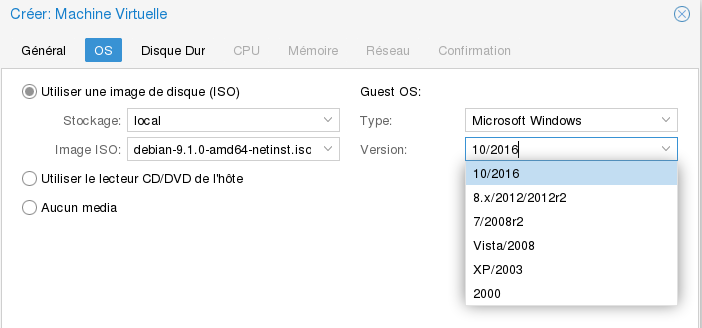 Créer: Machine Virtuelle
Général OS Disque Dur CPU Mémoire Réseau Confirmation
Utiliser une image de disque (ISO) Guest OS:
Stockage: local Type: Microsoft Windows
Image ISO: debian-9.1.0-amd64-netinst.isc Version: 10/2016
Utiliser le lecteur CD/DVD de l'hôte 10/2016
8.x/2012/2012r2
Aucun media 7/2008r2
Vista/2008
XP/2003
2000